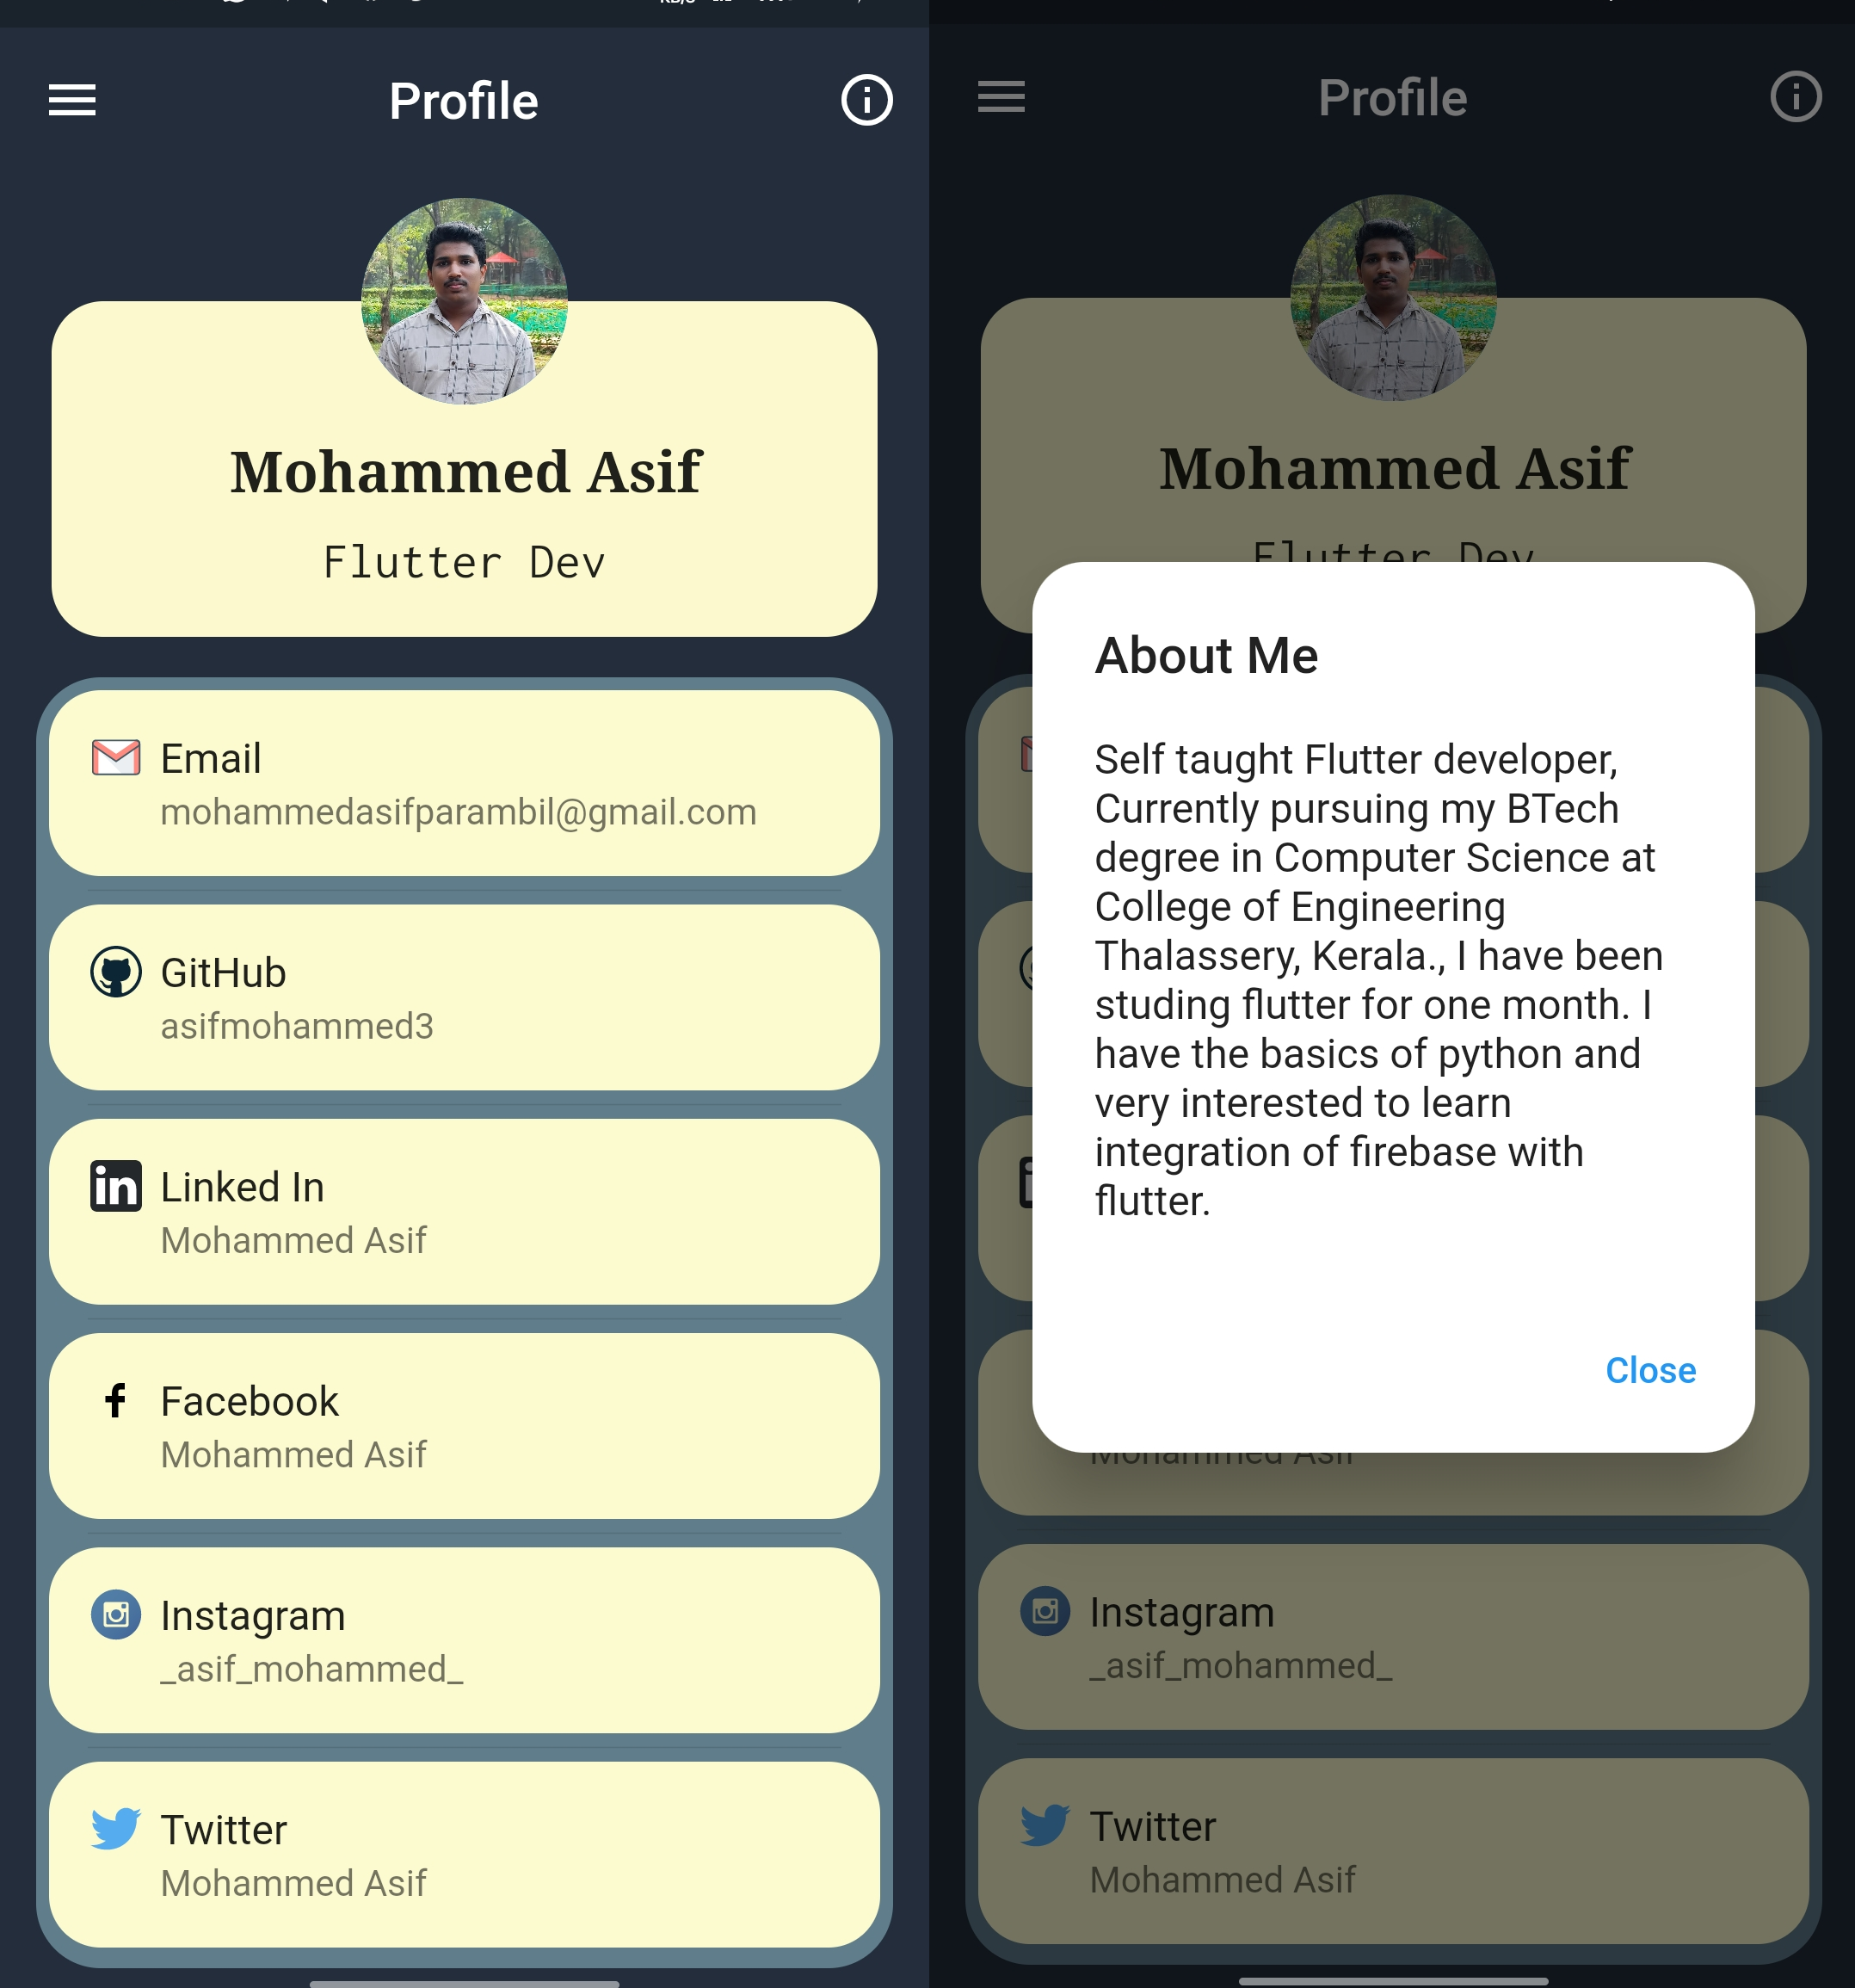 Profile
Mohammed Asif
Flutter Dev
Email
mohammedasifparambil@gmail.com
GitHub
asifmohammed3
Linked In
Mohammed Asif
Facebook
Mohammed Asif
Instagram
_asif_mohammed_
Twitter
Mohammed Asif
Profile
Mohammed Asif
Flutter Dev
About Me
Self taught Flutter developer,
Currently pursuing my BTech
degree in Computer Science at
College of Engineering
Thalassery, Kerala., I have been
studing flutter for one month. I
have the basics of python and
very interested to learn
integration of firebase with
flutter.
Close
Mohammed Asif
Instagram
_asif_mohammed_
Twitter
Mohammed Asif